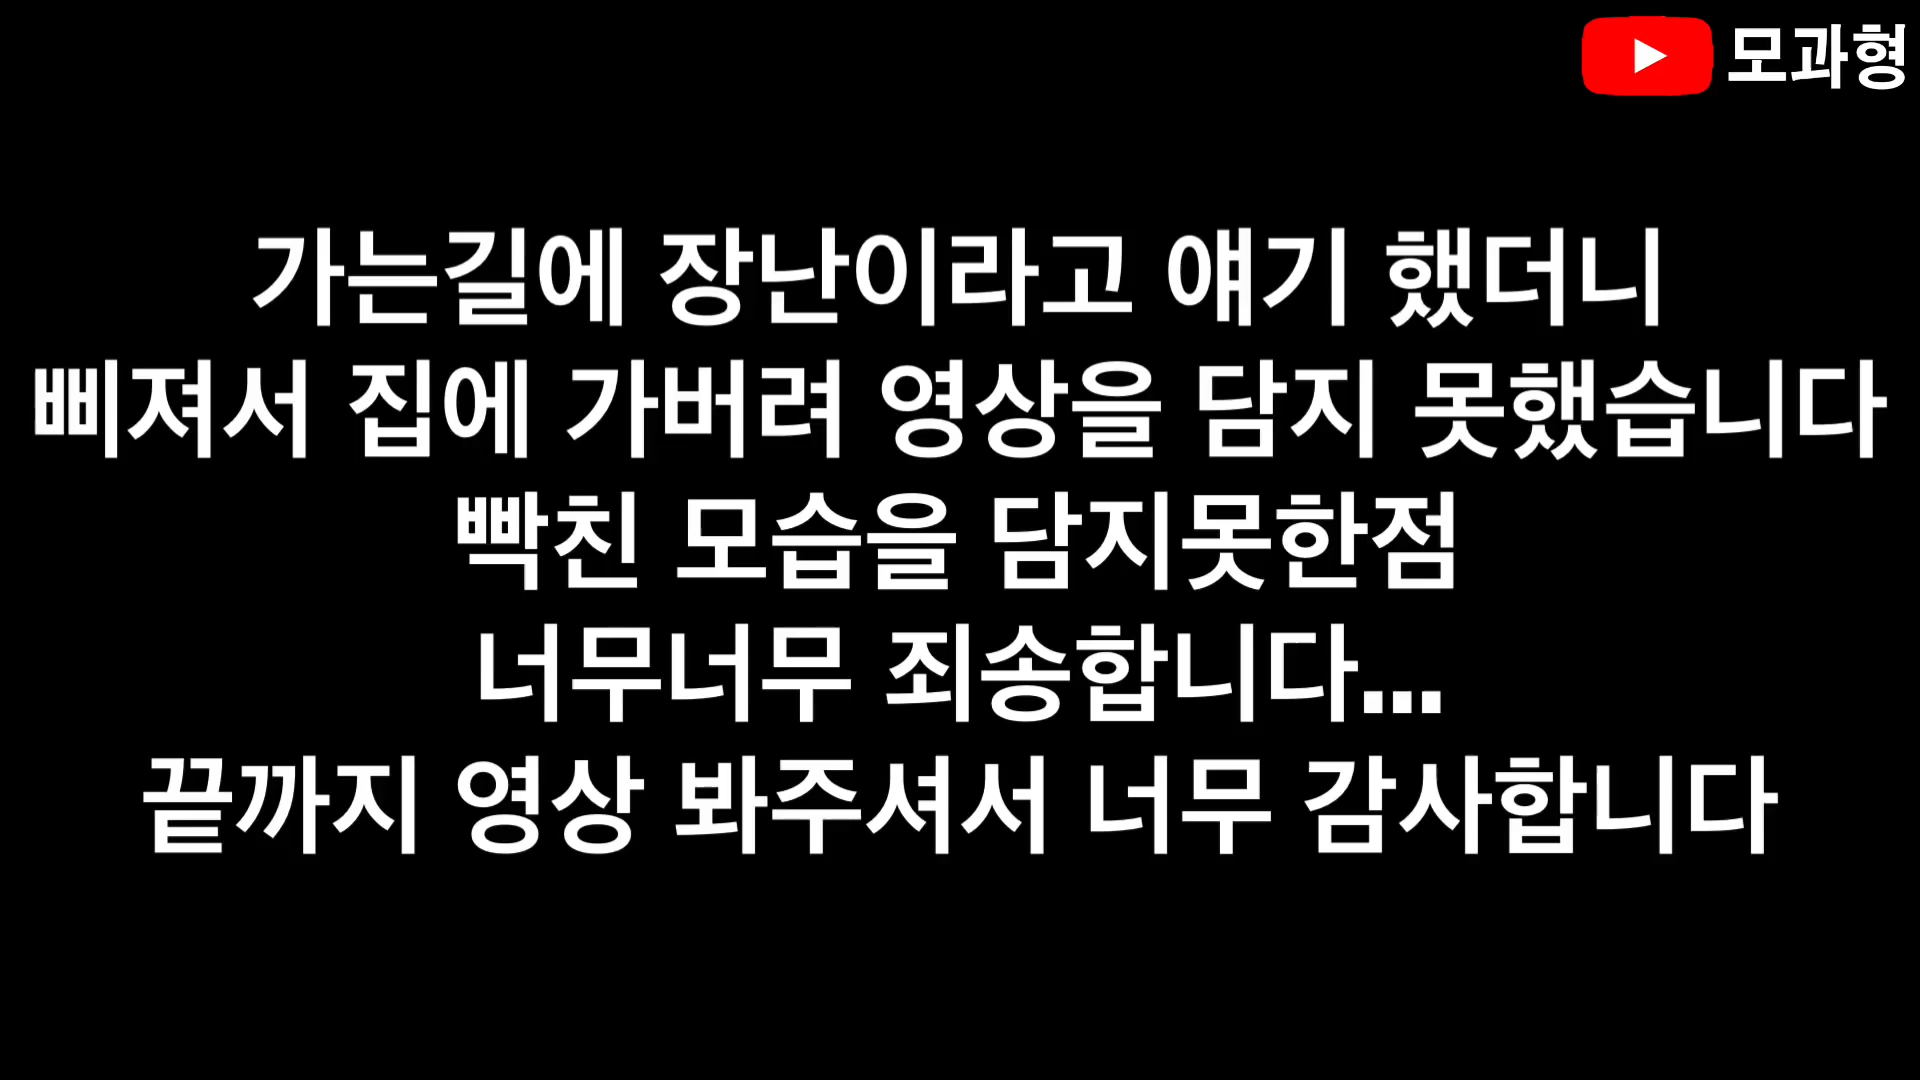 모과형
가는길에 장난이라고 얘기 했더니
삐져서 집에 가버려 영상을 담지 못했습니다
빡친 모습을 담지못한점
너무너무 죄송합니다...
끝까지 영상 봐주셔서 너무 감사합니다